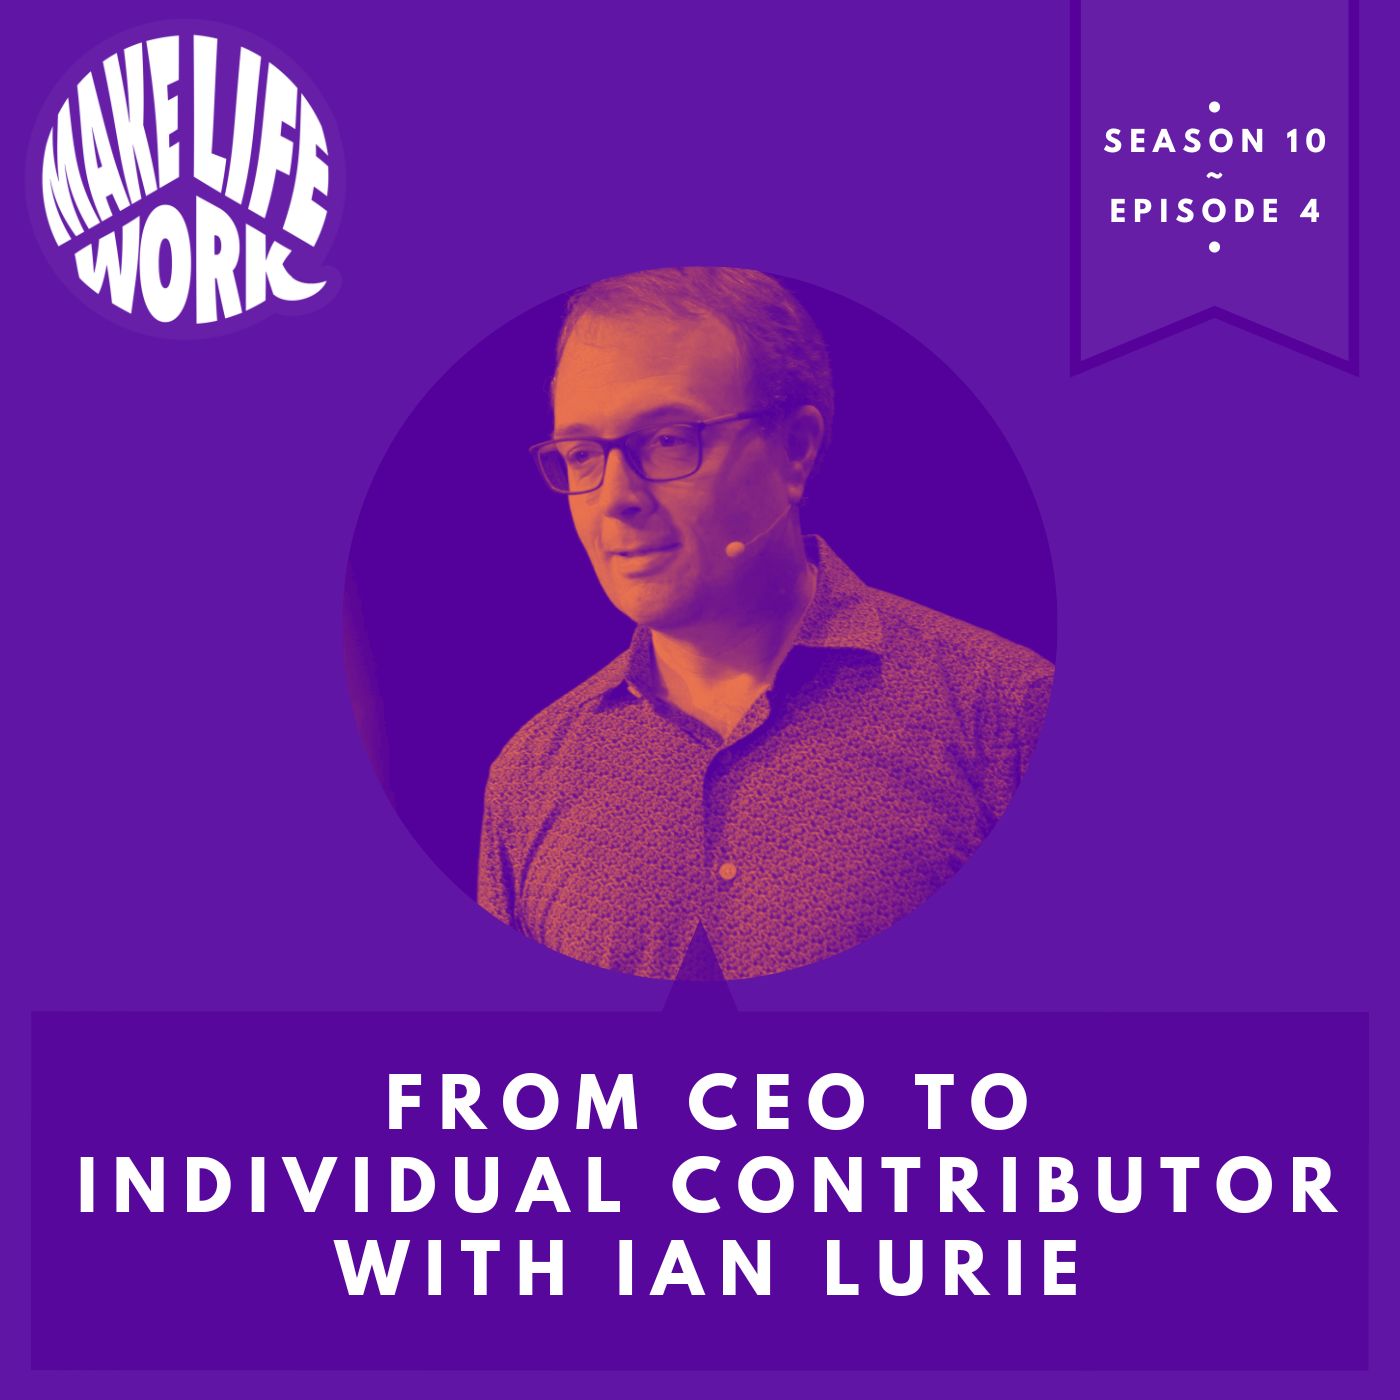 MAKE LIFE
WORK
SEASON 10
~
EPISODE 4
FROM CEO TO
INDIVIDUAL CONTRIBUTOR
WITH IAN LURIE